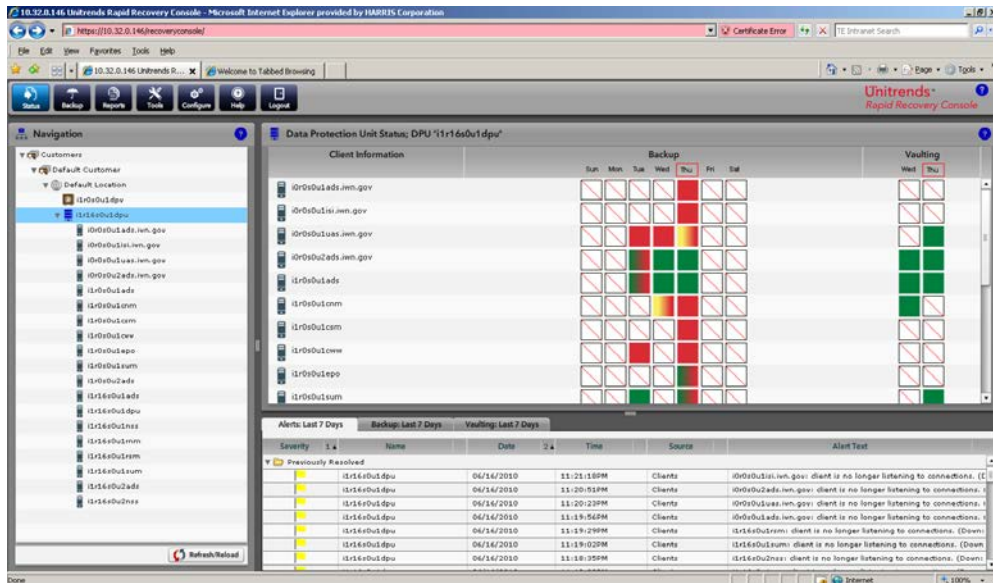 10.32.0.146 Unitrends Rapid Recovery Console - Microsoft Internet Explorer provided by HARRIS Corporation
https://10.32.0.146/recoveryconsole/
Certificate Error
TE Intranet Search
File Edit View Favorites Tools Help
10.32.0.146 Unitrends R... X
Welcome to Tabbed Browsing
Page Tools
Status Backup Reports Tools Configure Help Logout
Unitrends
Rapid Recovery Console
Navigation
Customers
Default Customer
Default Location
i1r0s0u1dpv
i1r16s0u1dpu
i0r0s0u1ads.iwn.gov
i0r0s0u1isi.iwn.gov
i0r0s0u1uas.iwn.gov
i0r0s0u2ads.iwn.gov
i1r0s0u1ads
i1r0s0u1cnm
i1r0s0u1csm
i1r0s0u1cww
i1r0s0u1epo
i1r0s0u1sum
i1r0s0u2ads
i1r16s0u1ads
i1r16s0u1dpu
i1r16s0u1nss
i1r16s0u1rsm
i1r16s0u1sum
i1r16s0u2ads
i1r16s0u2nss
Refresh/Reload
Data Protection Unit Status; DPU "i1r16s0u1dpu"
Client Information Backup Vaulting
Sun Mon Tue Wed Thu Fri Sat Wed Thu
i0r0s0u1ads.iwn.gov
i0r0s0u1isi.iwn.gov
i0r0s0u1uas.iwn.gov
i0r0s0u2ads.iwn.gov
i1r0s0u1ads
i1r0s0u1cnm
i1r0s0u1csm
i1r0s0u1cww
i1r0s0u1epo
i1r0s0u1sum
Alerts: Last 7 Days Backup: Last 7 Days Vaulting: Last 7 Days
Severity 1 Name Date 2 Time Source Alert Text
Previously Resolved
i1r16s0u1dpu 06/16/2010 11:21:18PM Clients i0r0s0u1isi.iwn.gov: client is no longer listening to connections.
i1r16s0u1dpu 06/16/2010 11:20:51PM Clients i0r0s0u2ads.iwn.gov: client is no longer listening to connections.
i1r16s0u1dpu 06/16/2010 11:20:23PM Clients i0r0s0u1uas.iwn.gov: client is no longer listening to connections.
i1r16s0u1dpu 06/16/2010 11:19:56PM Clients i0r0s0u1ads.iwn.gov: client is no longer listening to connections.
i1r16s0u1dpu 06/16/2010 11:19:29PM Clients i1r16s0u1rsm: client is no longer listening to connections. (Down:
i1r16s0u1dpu 06/16/2010 11:19:02PM Clients i1r16s0u1sum: client is no longer listening to connections. (Down
i1r16s0u1dpu 06/16/2010 11:18:35PM Clients i1r16s0u2nss: client is no longer listening to connections. (Down:
Done
Internet
100%